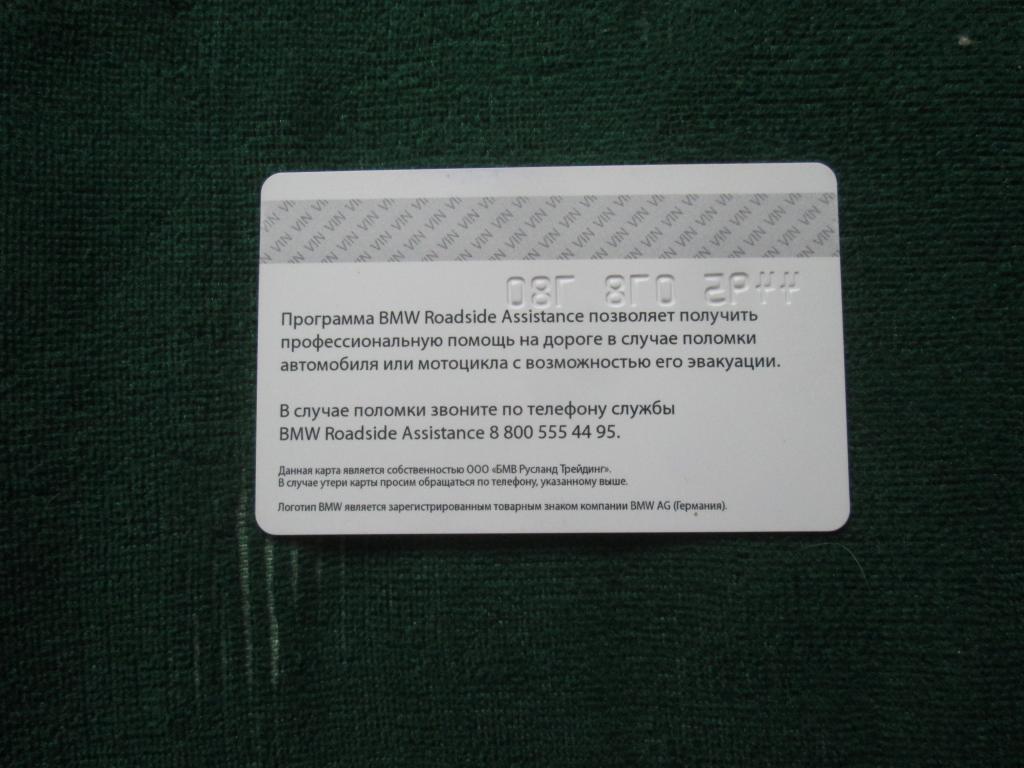 VIN VIN VIN VIN VIN VIN VIN VIN VIN VIN VIN
Программа BMW Roadside Assistance позволяет получить
профессиональную помощь на дороге в случае поломки
автомобиля или мотоцикла с возможностью его эвакуации.
В случае поломки звоните по телефону службы
BMW Roadside Assistance 8 800 555 44 95.
Данная карта является собственностью ООО «БМВ Русланд Трейдинг».
В случае утери карты просим обращаться по телефону, указанному выше.
Логотип BMW является зарегистрированным товарным знаком компании BMW AG (Германия).